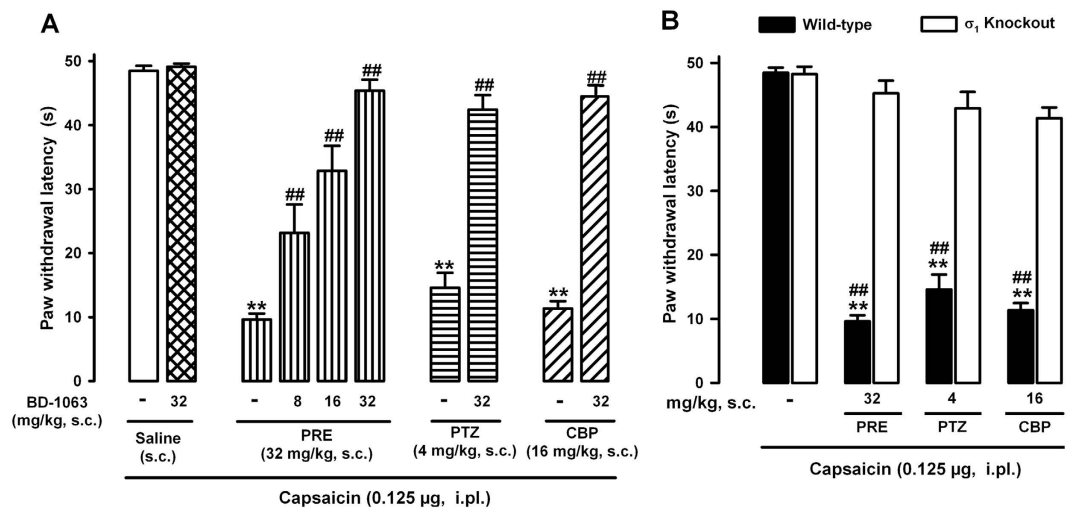 A
Paw withdrawal latency (s)
50
40
30
20
10
0
** ## ## ## ** ## ** ##
BD-1063 - 32 - 8 16 32 - 32 - 32
(mg/kg, s.c.)
Saline PRE PTZ CBP
(s.c.) (32 mg/kg, s.c.) (4 mg/kg, s.c.) (16 mg/kg, s.c.)
Capsaicin (0.125 µg, i.pl.)
B
Wild-type σ1 Knockout
Paw withdrawal latency (s)
50
40
30
20
10
0
## ## ##
** ** **
mg/kg, s.c. - 32 4 16
PRE PTZ CBP
Capsaicin (0.125 µg, i.pl.)